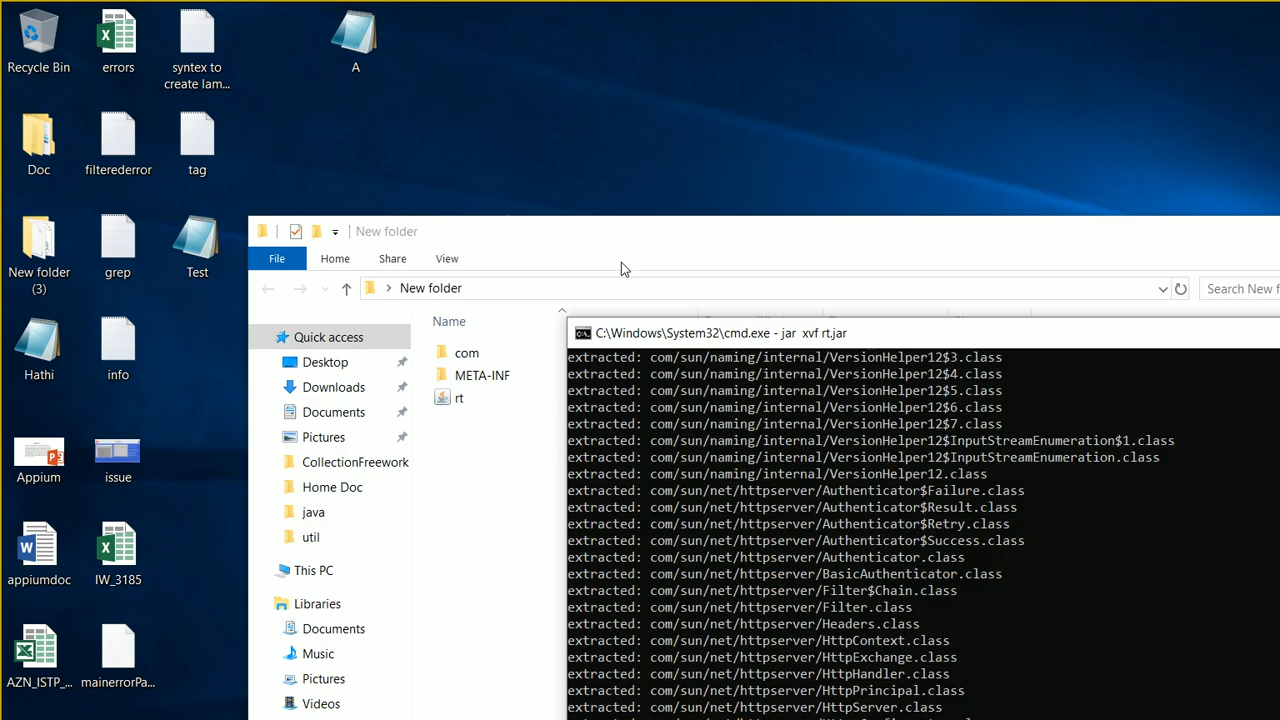 Recycle Bin
errors
syntex to
create lam...
A
Doc
filterederror
tag
New folder
(3)
grep
Test
Hathi
info
Appium
issue
appiumdoc
IW_3185
AZN_ISTP_...
mainerrorPa...
New folder
File
Home
Share
View
New folder
Search New f
Name
Quick access
Desktop
Downloads
Documents
Pictures
CollectionFreework
Home Doc
java
util
This PC
Libraries
Documents
Music
Pictures
Videos
com
META-INF
rt
C:\Windows\System32\cmd.exe - jar  xvf rt.jar
extracted: com/sun/naming/internal/VersionHelper12$3.class
extracted: com/sun/naming/internal/VersionHelper12$4.class
extracted: com/sun/naming/internal/VersionHelper12$5.class
extracted: com/sun/naming/internal/VersionHelper12$6.class
extracted: com/sun/naming/internal/VersionHelper12$7.class
extracted: com/sun/naming/internal/VersionHelper12$InputStreamEnumeration$1.class
extracted: com/sun/naming/internal/VersionHelper12$InputStreamEnumeration.class
extracted: com/sun/naming/internal/VersionHelper12.class
extracted: com/sun/net/httpserver/Authenticator$Failure.class
extracted: com/sun/net/httpserver/Authenticator$Result.class
extracted: com/sun/net/httpserver/Authenticator$Retry.class
extracted: com/sun/net/httpserver/Authenticator$Success.class
extracted: com/sun/net/httpserver/Authenticator.class
extracted: com/sun/net/httpserver/BasicAuthenticator.class
extracted: com/sun/net/httpserver/Filter$Chain.class
extracted: com/sun/net/httpserver/Filter.class
extracted: com/sun/net/httpserver/Headers.class
extracted: com/sun/net/httpserver/HttpContext.class
extracted: com/sun/net/httpserver/HttpExchange.class
extracted: com/sun/net/httpserver/HttpHandler.class
extracted: com/sun/net/httpserver/HttpPrincipal.class
extracted: com/sun/net/httpserver/HttpServer.class